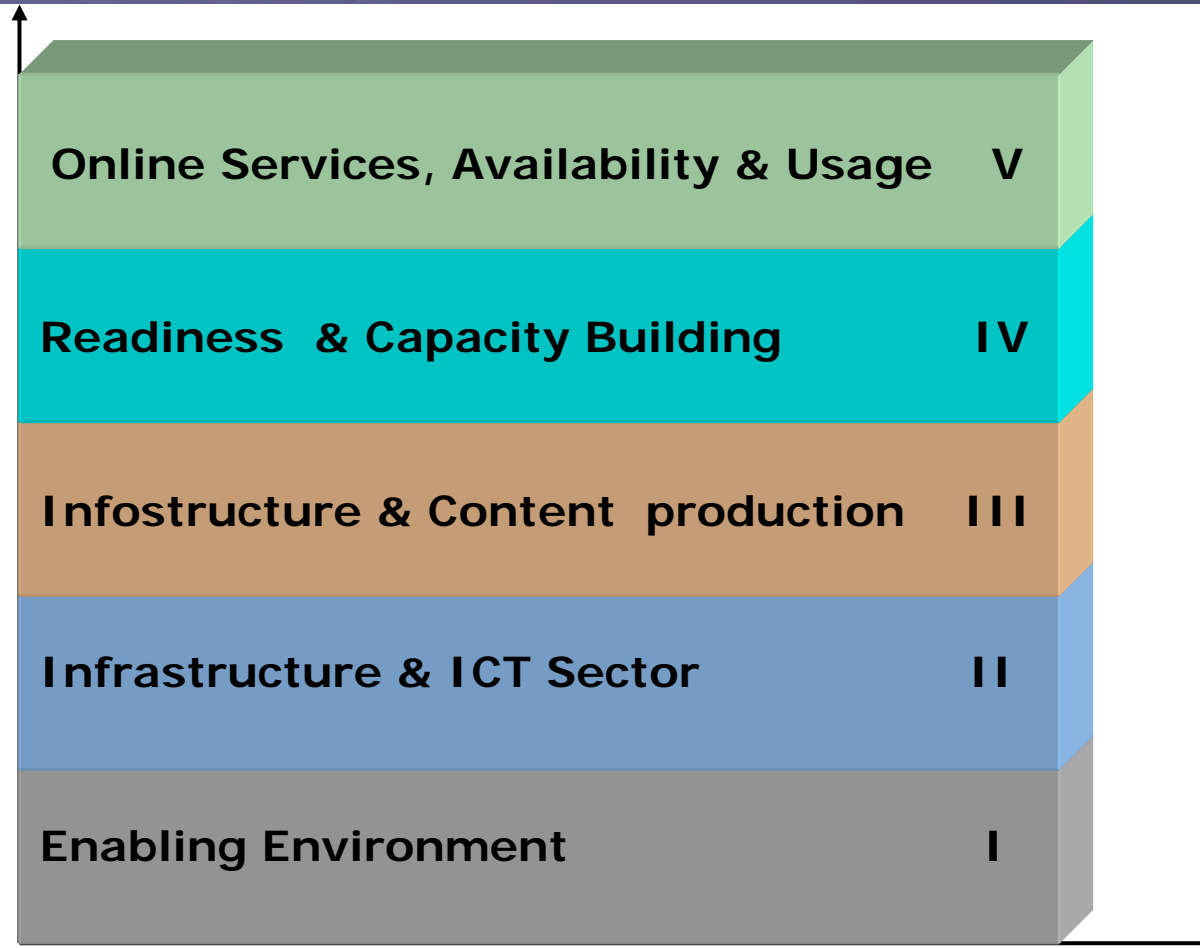 Online Services, Availability & Usage V
Readiness & Capacity Building IV
Infostructure & Content production III
Infrastructure & ICT Sector II
Enabling Environment I